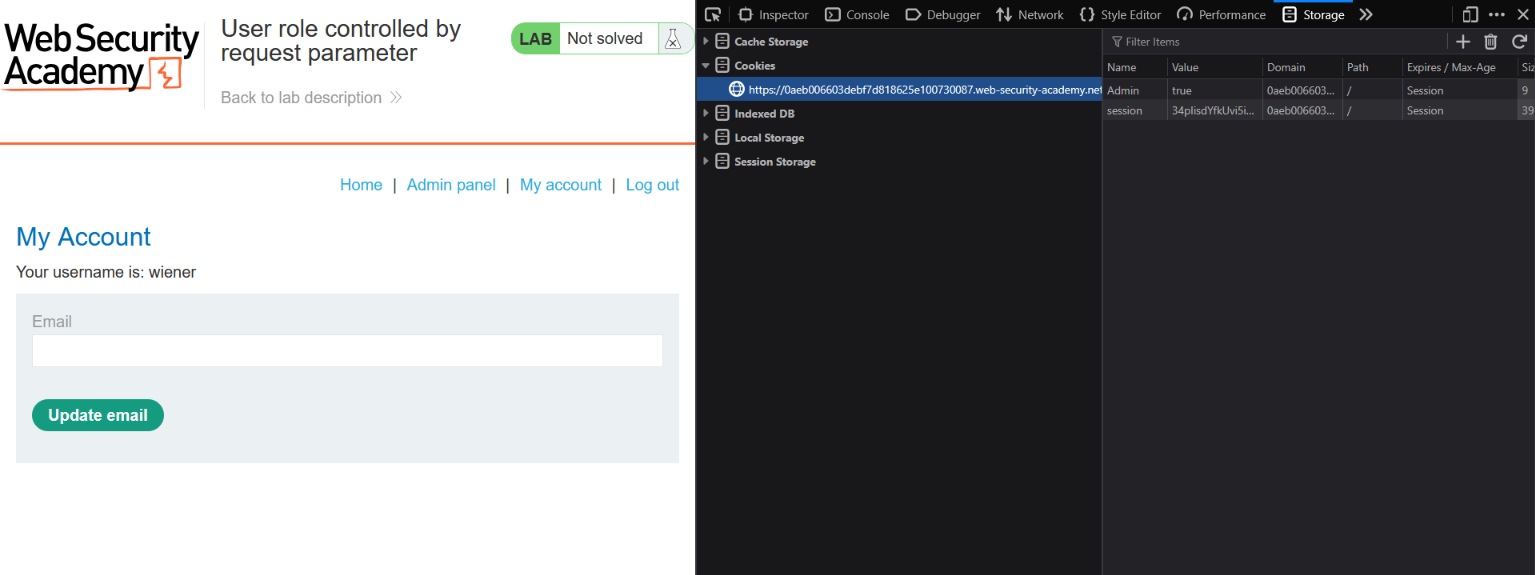 Web Security
Academy
User role controlled by
request parameter
LAB Not solved
Back to lab description
Home | Admin panel | My account | Log out
My Account
Your username is: wiener
Email
Update email
Inspector Console Debugger Network Style Editor Performance Storage
Cache Storage
Cookies
https://0aeb006603debf7d818625e100730087.web-security-academy.net
Indexed DB
Local Storage
Session Storage
Filter Items
Name Value Domain Path Expires / Max-Age Siz
Admin true 0aeb006603... / Session 9
session 0aeb006603... / Session 39